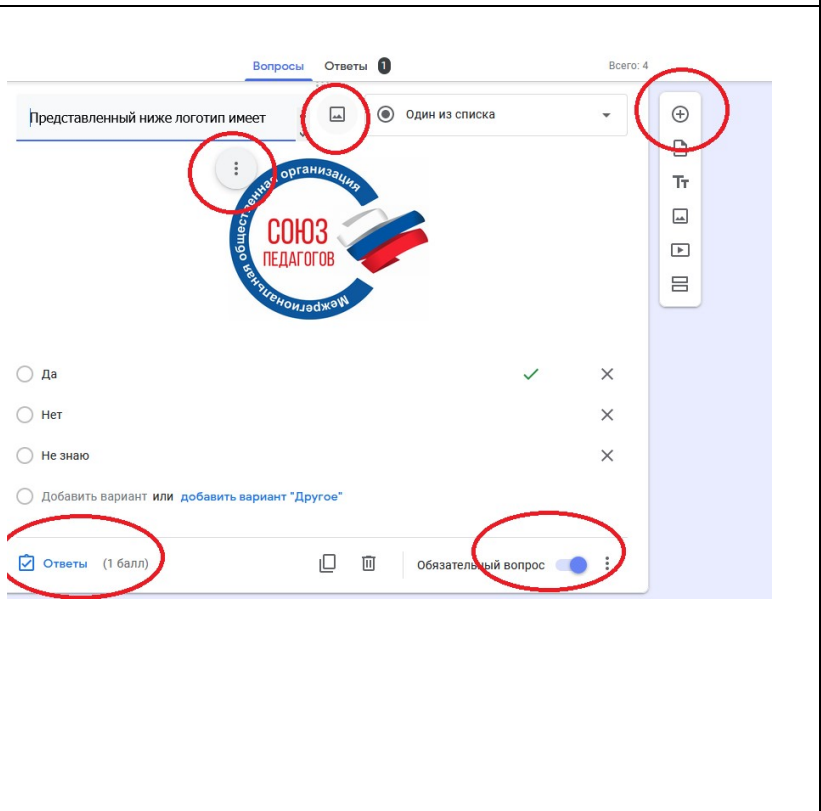 Вопросы Ответы 1 Всего: 4
Представленный ниже логотип имеет
Один из списка
Тт
Межрегиональная общественная организация
СОЮЗ
ПЕДАГОГОВ
Да
Нет
Не знаю
Добавить вариант или добавить вариант "Другое"
Ответы (1 балл) Обязательный вопрос